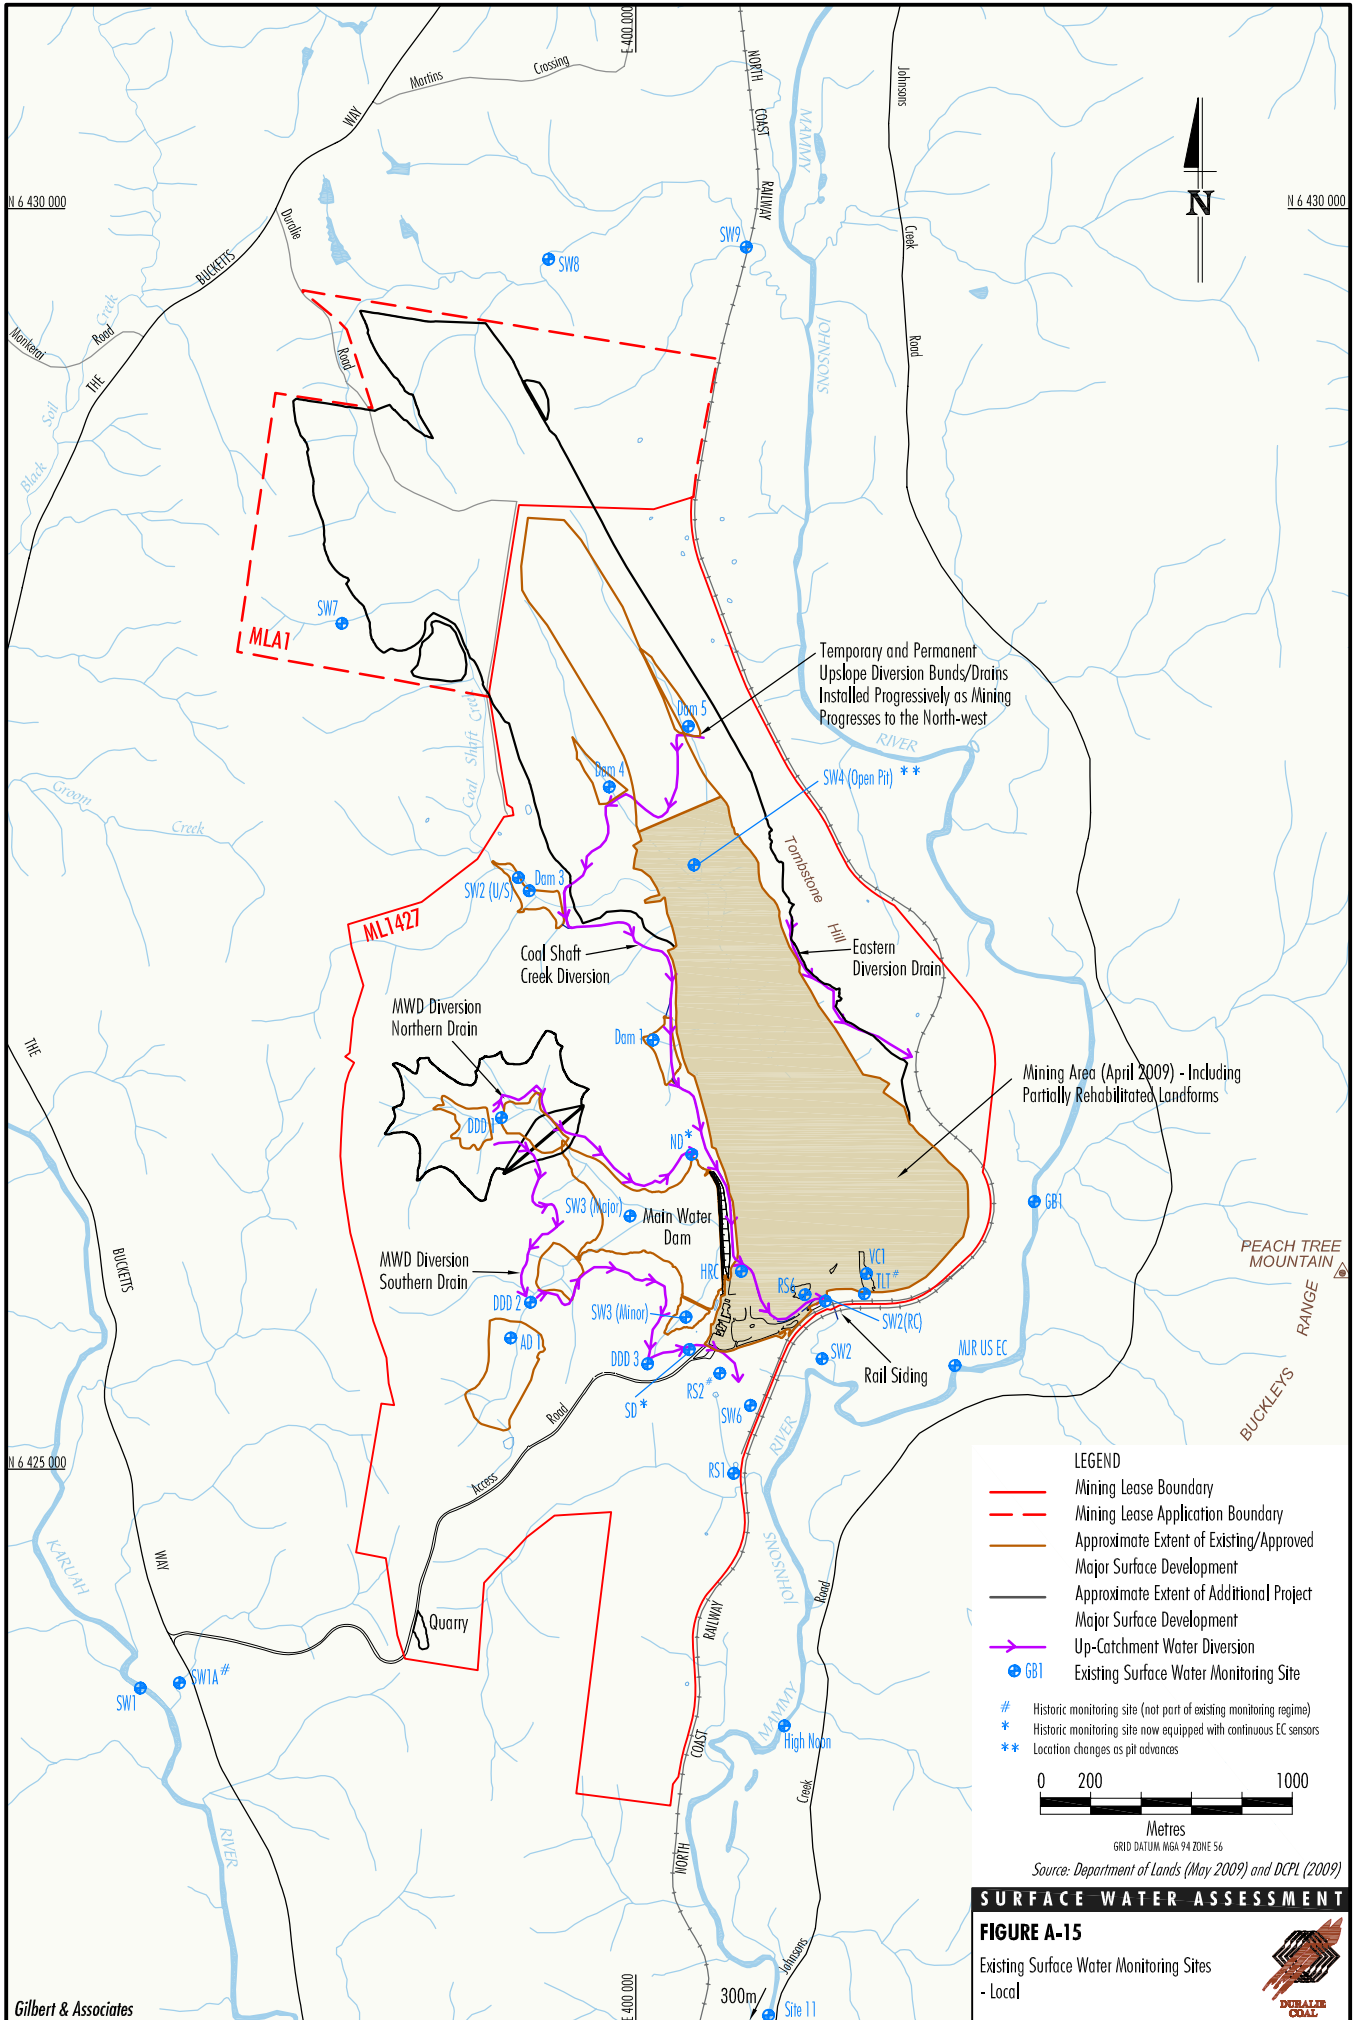 E 400 000
NORTH
COAST
RAILWAY
MAMMY
Johnsons
Martins
Crossing
WAY
N 6 430 000
N 6 430 000
N
Duralie
Road
BUCKETTS
Creek
SW8
SW9
Creek
Road
JOHNSONS
Monkerai
Road
THE
Soil
Black
SW7
MLA1
Temporary and Permanent
Upslope Diversion Bunds/Drains
Installed Progressively as Mining
Progresses to the North-west
Dam 5
RIVER
Coal Shaft Creek
Dam 4
SW4 (Open Pit) **
Groom
Creek
Tombstone
Hill
Dam 3
SW2 (U/S)
ML1427
Coal Shaft
Creek Diversion
Eastern
Diversion Drain
MWD Diversion
Northern Drain
THE
Dam 1
Mining Area (April 2009) - Including
Partially Rehabilitated Landforms
DDD 1
ND *
SW3 (Major)
Main Water
Dam
GB1
BUCKETTS
MWD Diversion
Southern Drain
HRC
VC1
TLT #
RS6
PEACH TREE
MOUNTAIN
DDD 2
SW3 (Minor)
SW2(RC)
RANGE
AD 1
DDD 3
SW2
MJR US EC
Rail Siding
RS2 #
SD *
SW6
BUCKLEYS
Road
RIVER
RS1
N 6 425 000
Access
KARUAH
WAY
JOHNSONS
Road
RAILWAY
Quarry
SW1A #
SW1
MAMMY
High Noon
COAST
Creek
RIVER
NORTH
Johnsons
E 400 000
300m
Site 11
LEGEND
Mining Lease Boundary
Mining Lease Application Boundary
Approximate Extent of Existing/Approved
Major Surface Development
Approximate Extent of Additional Project
Major Surface Development
Up-Catchment Water Diversion
GB1 Existing Surface Water Monitoring Site
# Historic monitoring site (not part of existing monitoring regime)
* Historic monitoring site now equipped with continuous EC sensors
** Location changes as pit advances
0 200 1000
Metres
GRID DATUM MGA 94 ZONE 56
Source: Department of Lands (May 2009) and DCPL (2009)
SURFACE WATER ASSESSMENT
FIGURE A-15
Existing Surface Water Monitoring Sites
- Local
DURALIE
COAL
Gilbert & Associates